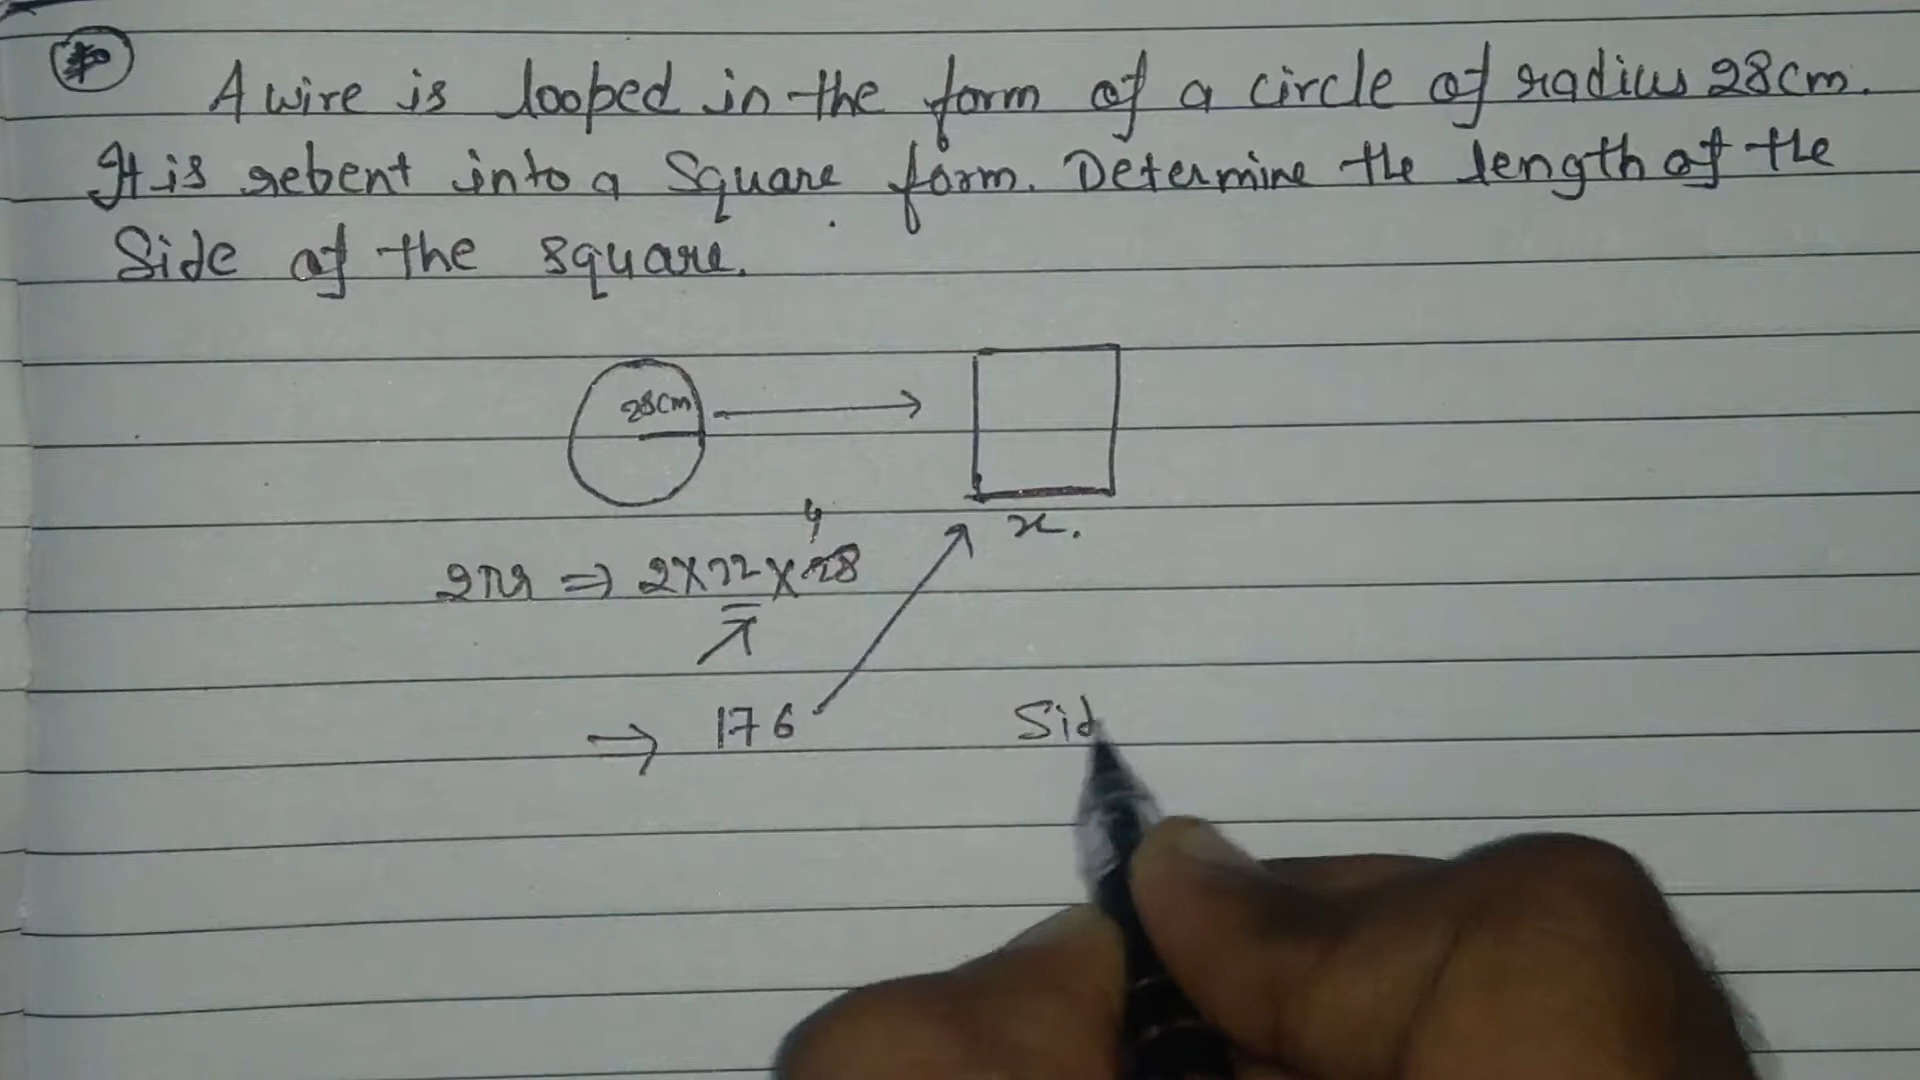 A wire is looped in the form of a circle of radius 28cm.
It is rebent into a Square form. Determine the length of the
Side of the square.
28cm
x.
4
2πr ⇒ 2×22×28
7
→ 176
Sid